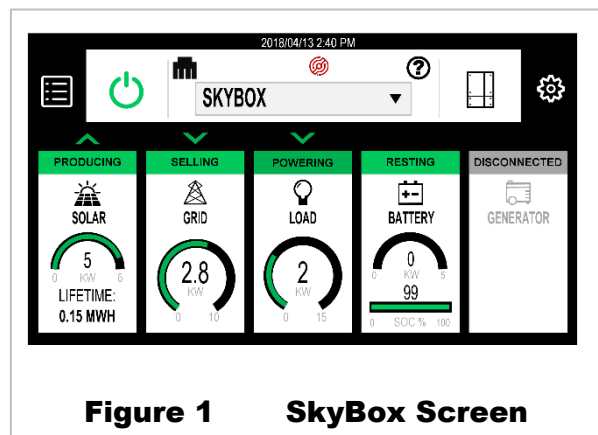 2018/04/13 2:40 PM
SKYBOX
PRODUCING SELLING POWERING RESTING DISCONNECTED
SOLAR GRID LOAD BATTERY GENERATOR
5
KW
0 6
LIFETIME:
0.15 MWH
2.8
KW
0 10
2
KW
0 15
0
0 KW 5
99
0 SOC % 100
Figure 1 SkyBox Screen